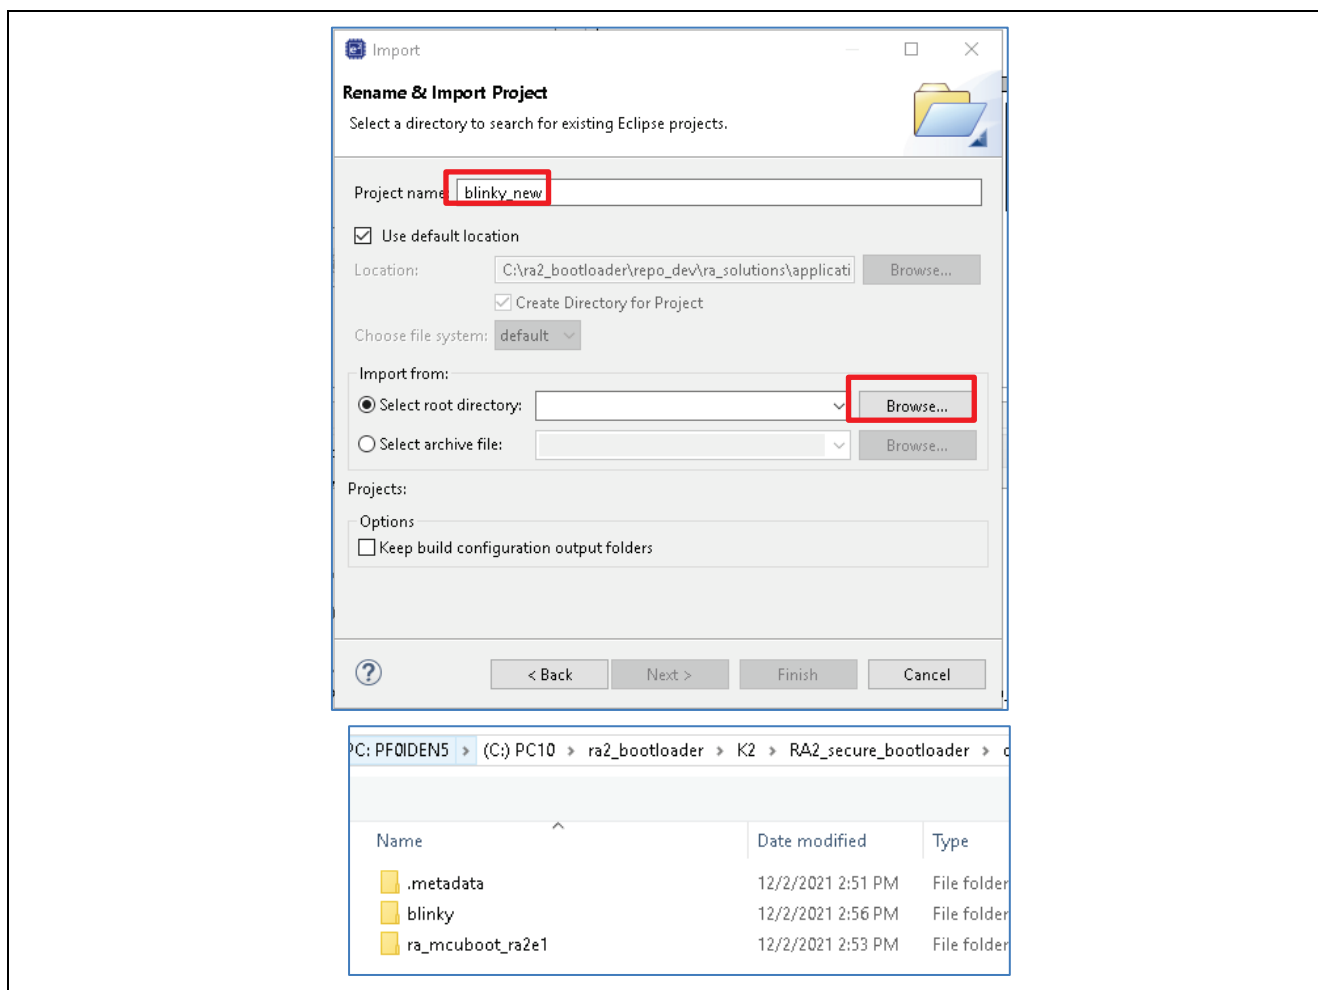 Import
Rename & Import Project
Select a directory to search for existing Eclipse projects.
Project name: blinky_new
Use default location
Location: C:\ra2_bootloader\repo_dev\ra_solutions\applicati Browse...
Create Directory for Project
Choose file system: default
Import from:
Select root directory: Browse...
Select archive file: Browse...
Projects:
Options
Keep build configuration output folders
? < Back Next > Finish Cancel
PC: PF0IDEN5 > (C:) PC10 > ra2_bootloader > K2 > RA2_secure_bootloader >
Name Date modified Type
.metadata 12/2/2021 2:51 PM File folder
blinky 12/2/2021 2:56 PM File folder
ra_mcuboot_ra2e1 12/2/2021 2:53 PM File folder